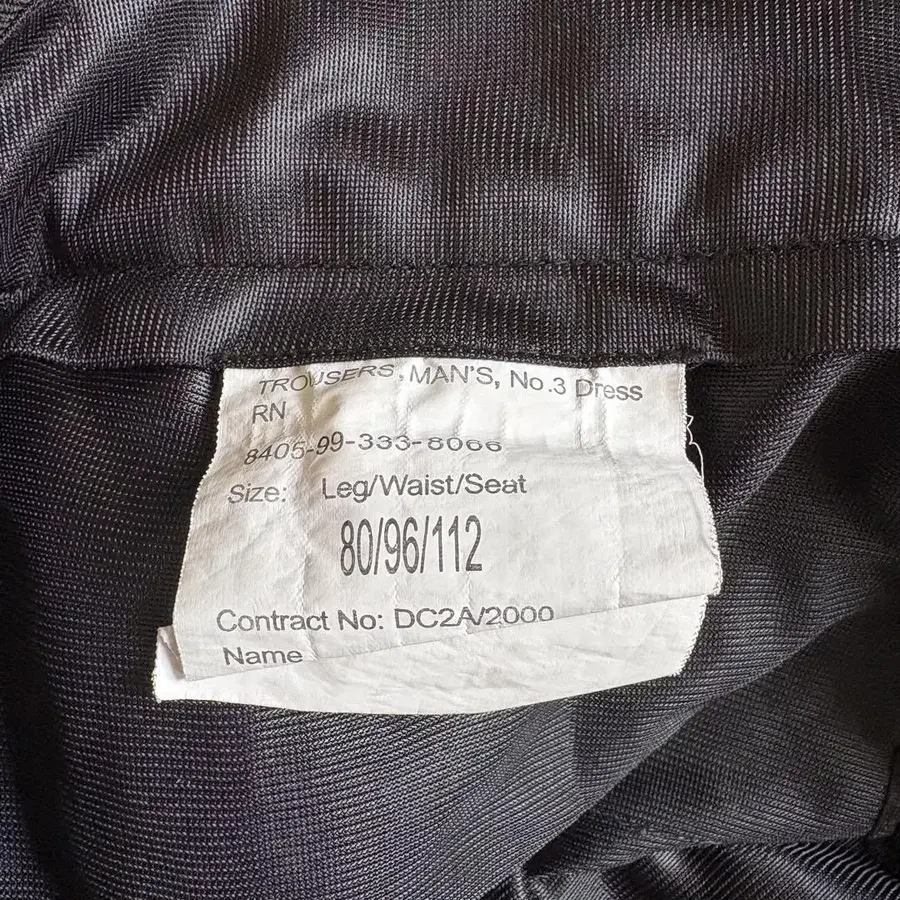 TROUSERS, MAN'S, No.3 Dress
RN
8405-99-333-8066
Size: Leg/Waist/Seat
80/96/112
Contract No: DC2A/2000
Name